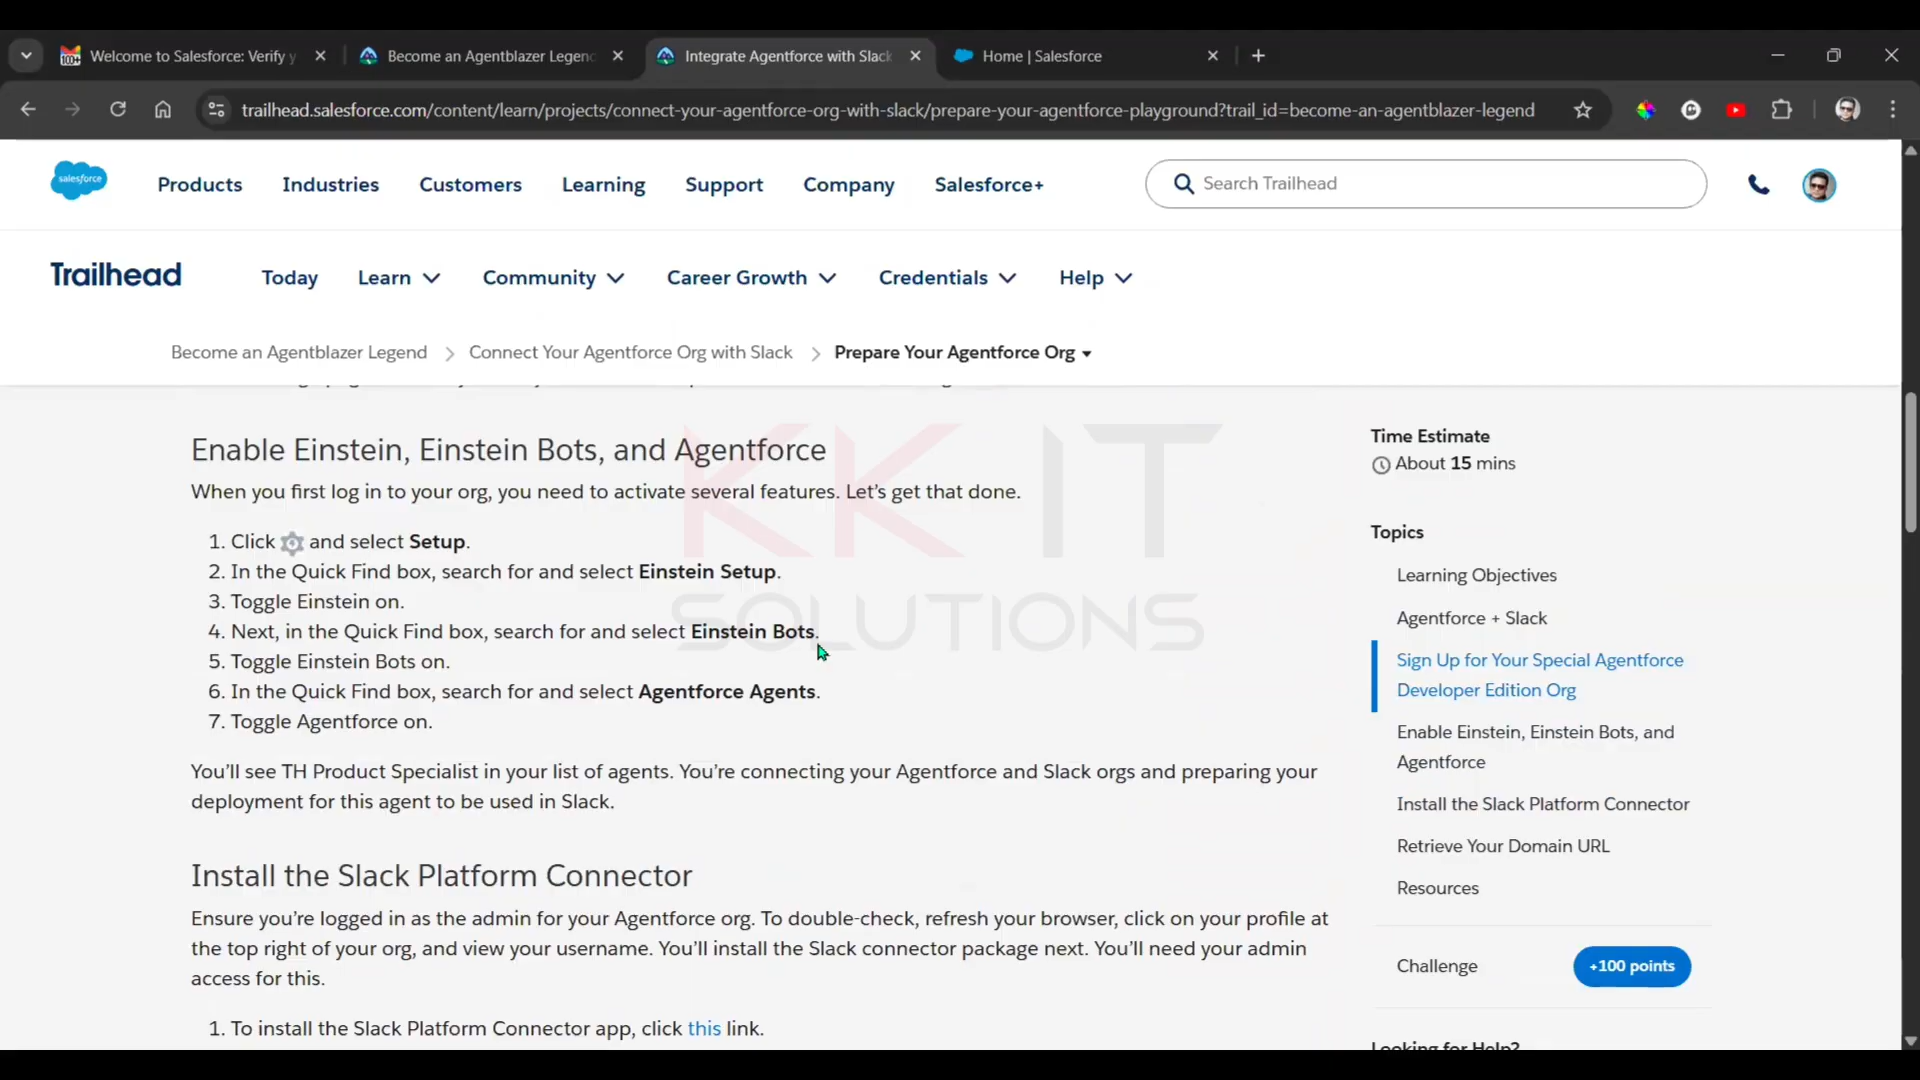 Welcome to Salesforce: Verify y
Become an Agentblazer Legend
Integrate Agentforce with Slack
Home | Salesforce
trailhead.salesforce.com/content/learn/projects/connect-your-agentforce-org-with-slack/prepare-your-agentforce-playground?trail_id=become-an-agentblazer-legend
salesforce
Products
Industries
Customers
Learning
Support
Company
Salesforce+
Search Trailhead
Trailhead
Today
Learn
Community
Career Growth
Credentials
Help
Become an Agentblazer Legend
Connect Your Agentforce Org with Slack
Prepare Your Agentforce Org
Enable Einstein, Einstein Bots, and Agentforce
When you first log in to your org, you need to activate several features. Let’s get that done.
1. Click and select Setup.
2. In the Quick Find box, search for and select Einstein Setup.
3. Toggle Einstein on.
4. Next, in the Quick Find box, search for and select Einstein Bots.
5. Toggle Einstein Bots on.
6. In the Quick Find box, search for and select Agentforce Agents.
7. Toggle Agentforce on.
You’ll see TH Product Specialist in your list of agents. You’re connecting your Agentforce and Slack orgs and preparing your
deployment for this agent to be used in Slack.
Install the Slack Platform Connector
Ensure you’re logged in as the admin for your Agentforce org. To double-check, refresh your browser, click on your profile at
the top right of your org, and view your username. You’ll install the Slack connector package next. You’ll need your admin
access for this.
1. To install the Slack Platform Connector app, click this link.
KK IT
SOLUTIONS
Time Estimate
About 15 mins
Topics
Learning Objectives
Agentforce + Slack
Sign Up for Your Special Agentforce
Developer Edition Org
Enable Einstein, Einstein Bots, and
Agentforce
Install the Slack Platform Connector
Retrieve Your Domain URL
Resources
Challenge
+100 points
Looking for Help?